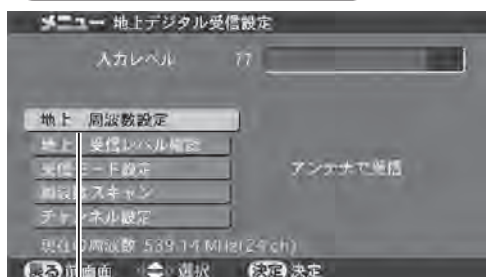 メニュー 地上デジタル受信設定
入力レベル 77
地上 周波数設定
地上 受信レベル確認
受信モード設定
アンテナで受信
周波数スキャン
チャンネル設定
現在の周波数 539.14 MHz(24ch)
戻る 前画面 選択 決定 決定